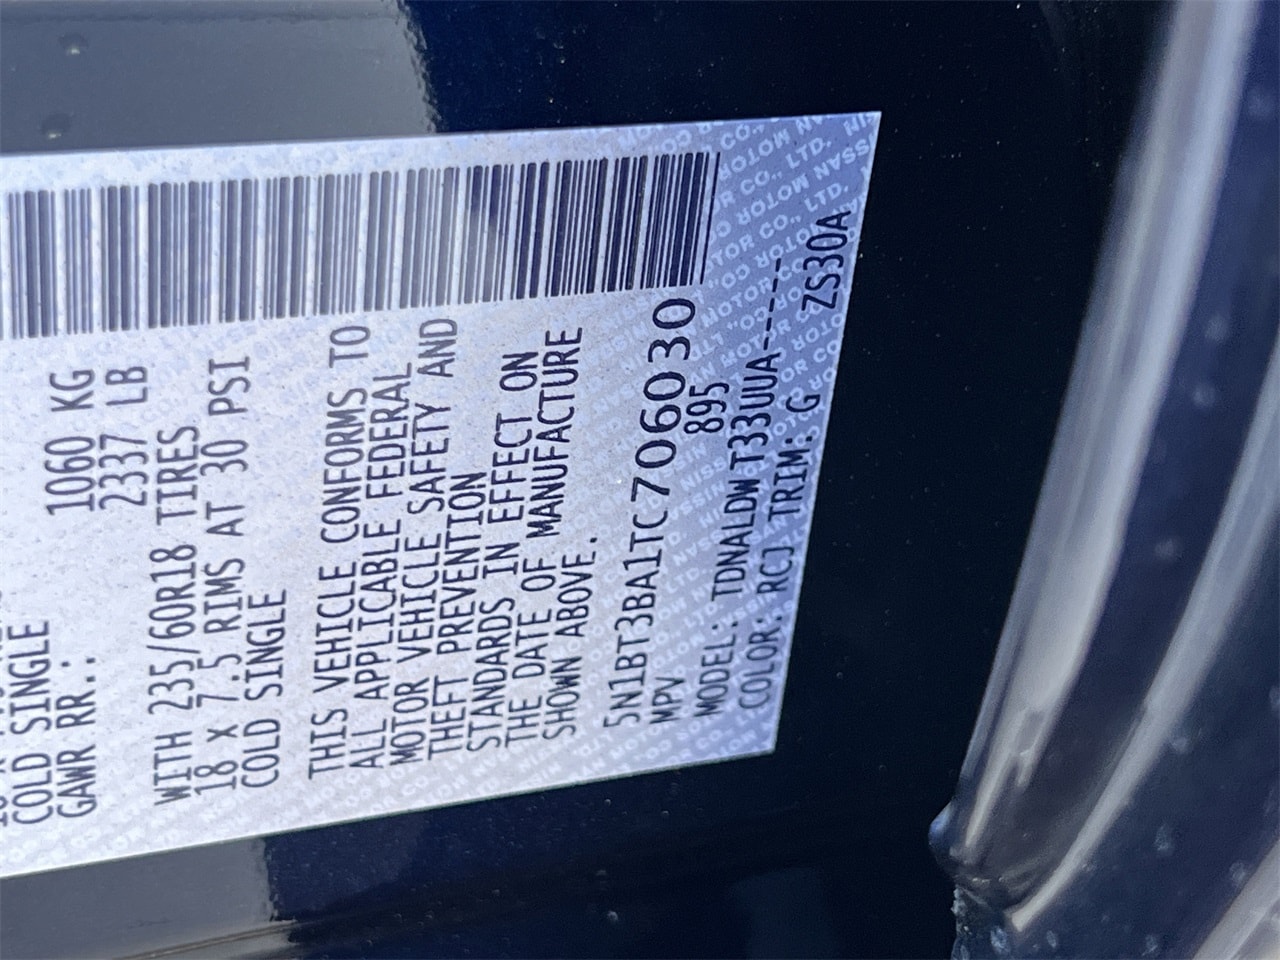 COLD SINGLE
GAWR RR.: 1060 KG
2337 LB
WITH 235/60R18 TIRES
18 X 7.5 RIMS AT 30 PSI
COLD SINGLE
THIS VEHICLE CONFORMS TO
ALL APPLICABLE FEDERAL
MOTOR VEHICLE SAFETY AND
THEFT PREVENTION
STANDARDS IN EFFECT ON
THE DATE OF MANUFACTURE
SHOWN ABOVE.
5N1BT3BA1TC706030
MPV 895
MODEL: TDNALDWT33UUA-----
COLOR: RCJ TRIM: G ZS30A